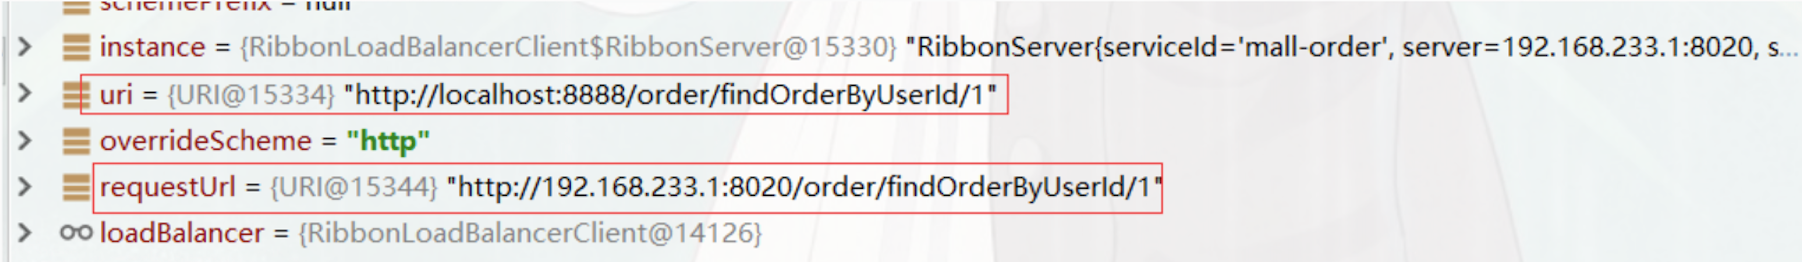 schemePrefix = null
instance = {RibbonLoadBalancerClient$RibbonServer@15330} "RibbonServer{serviceId='mall-order', server=192.168.233.1:8020, s...
uri = {URI@15334} "http://localhost:8888/order/findOrderByUserId/1"
overrideScheme = "http"
requestUrl = {URI@15344} "http://192.168.233.1:8020/order/findOrderByUserId/1"
loadBalancer = {RibbonLoadBalancerClient@14126}